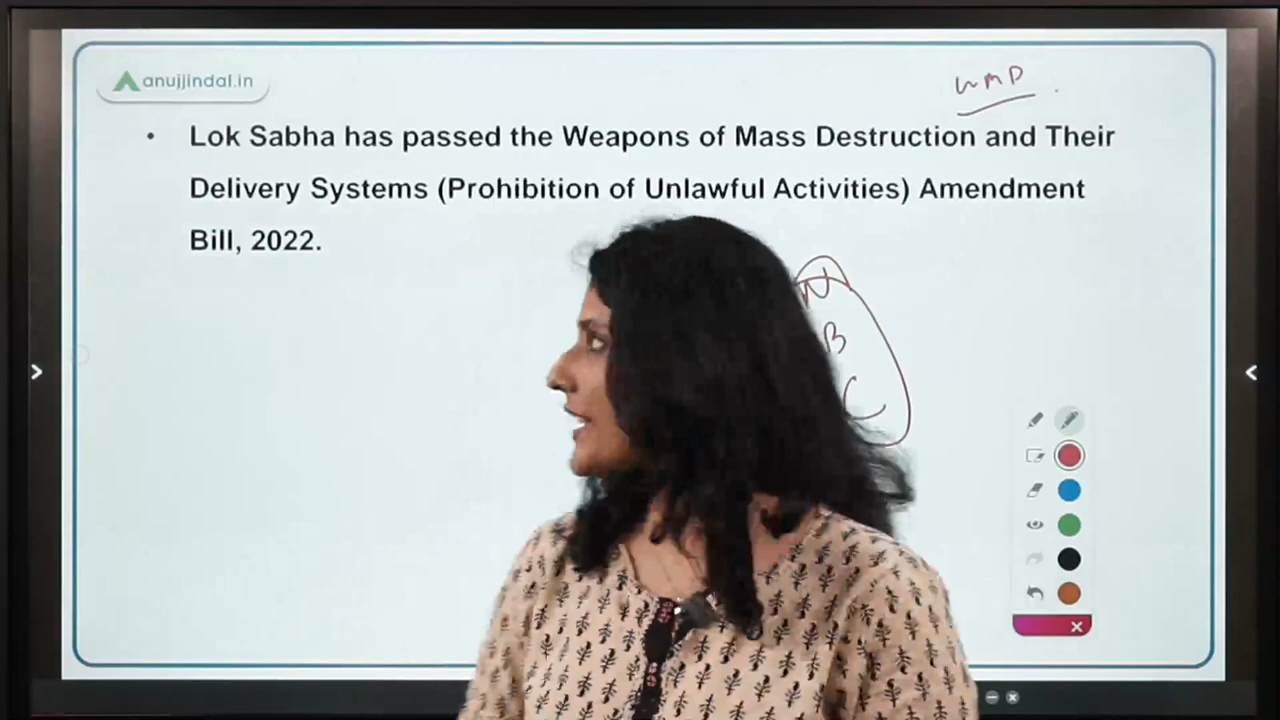 anujjindal.in
WMD
• Lok Sabha has passed the Weapons of Mass Destruction and Their
Delivery Systems (Prohibition of Unlawful Activities) Amendment
Bill, 2022.
N
B
C